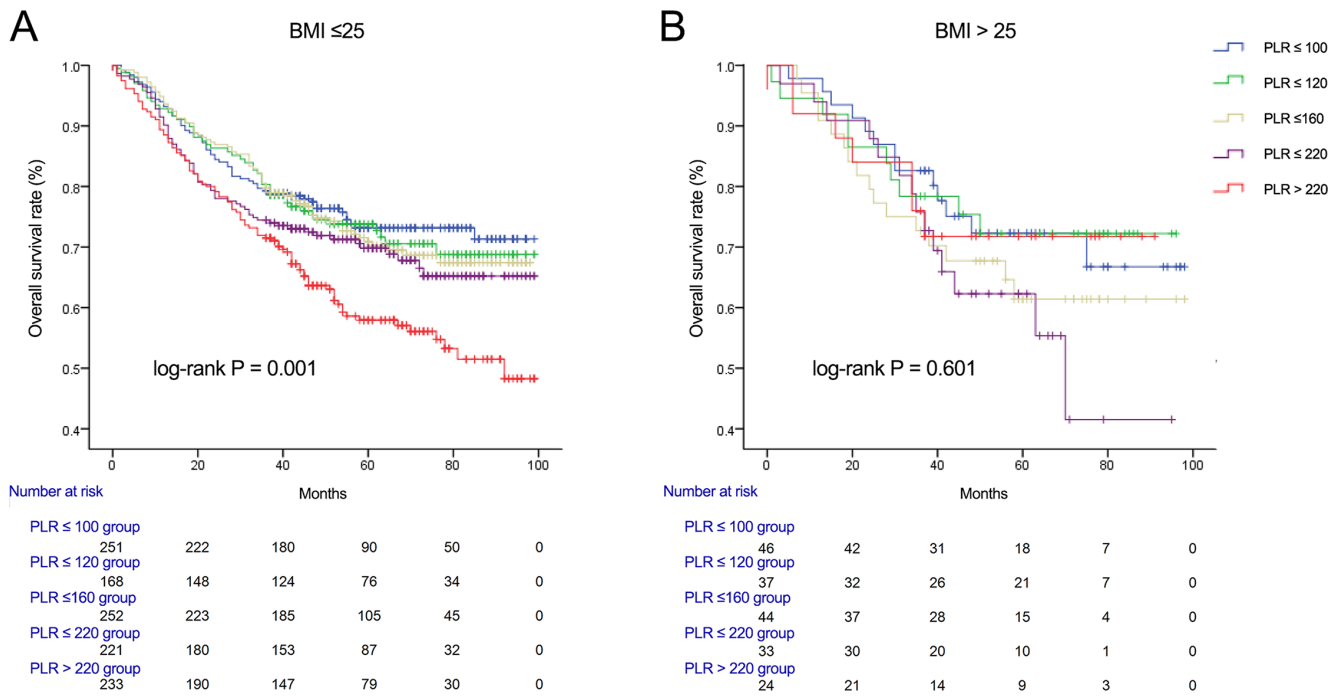 A
BMI ≤25
Overall survival rate (%)
1.0
0.9
0.8
0.7
0.6
0.5
0.4
log-rank P = 0.001
0 20 40 60 80 100
Months
Number at risk
PLR ≤ 100 group
251 222 180 90 50 0
PLR ≤ 120 group
168 148 124 76 34 0
PLR ≤160 group
252 223 185 105 45 0
PLR ≤ 220 group
221 180 153 87 32 0
PLR > 220 group
233 190 147 79 30 0
B
BMI > 25
Overall survival rate (%)
1.0
0.9
0.8
0.7
0.6
0.5
0.4
log-rank P = 0.601
0 20 40 60 80 100
Months
Number at risk
PLR ≤ 100 group
46 42 31 18 7 0
PLR ≤ 120 group
37 32 26 21 7 0
PLR ≤160 group
44 37 28 15 4 0
PLR ≤ 220 group
33 30 20 10 1 0
PLR > 220 group
24 21 14 9 3 0
PLR ≤ 100
PLR ≤ 120
PLR ≤160
PLR ≤ 220
PLR > 220